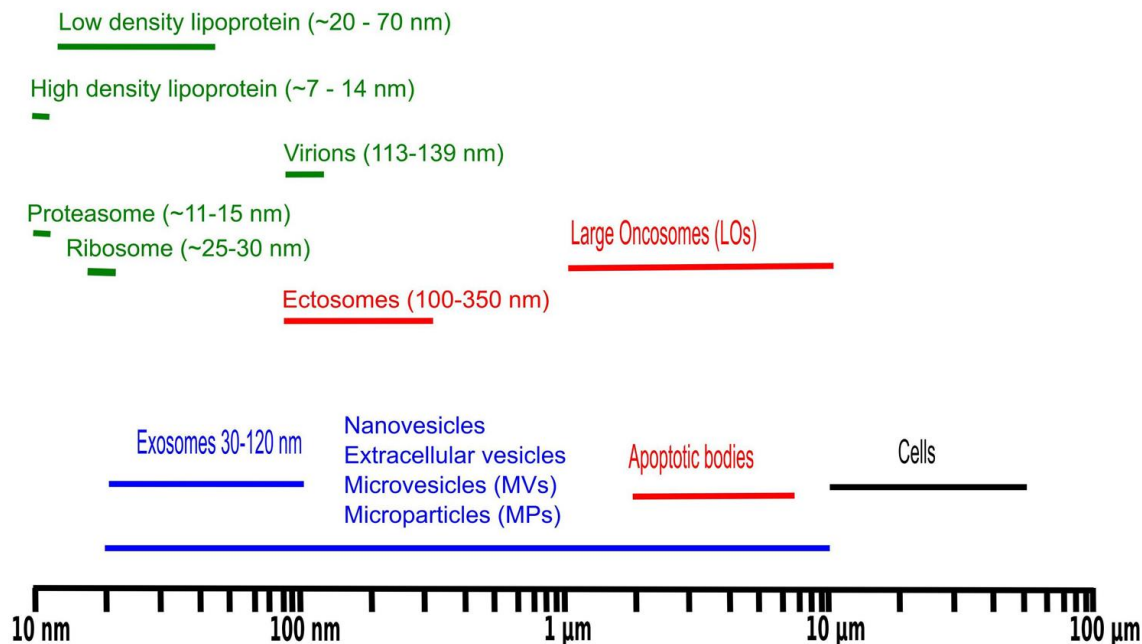 Low density lipoprotein (~20 - 70 nm)
High density lipoprotein (~7 - 14 nm)
Virions (113-139 nm)
Proteasome (~11-15 nm)
Ribosome (~25-30 nm)
Large Oncosomes (LOs)
Ectosomes (100-350 nm)
Exosomes 30-120 nm
Nanovesicles
Extracellular vesicles
Microvesicles (MVs)
Microparticles (MPs)
Apoptotic bodies
Cells
10 nm 100 nm 1 µm 10 µm 100 µm